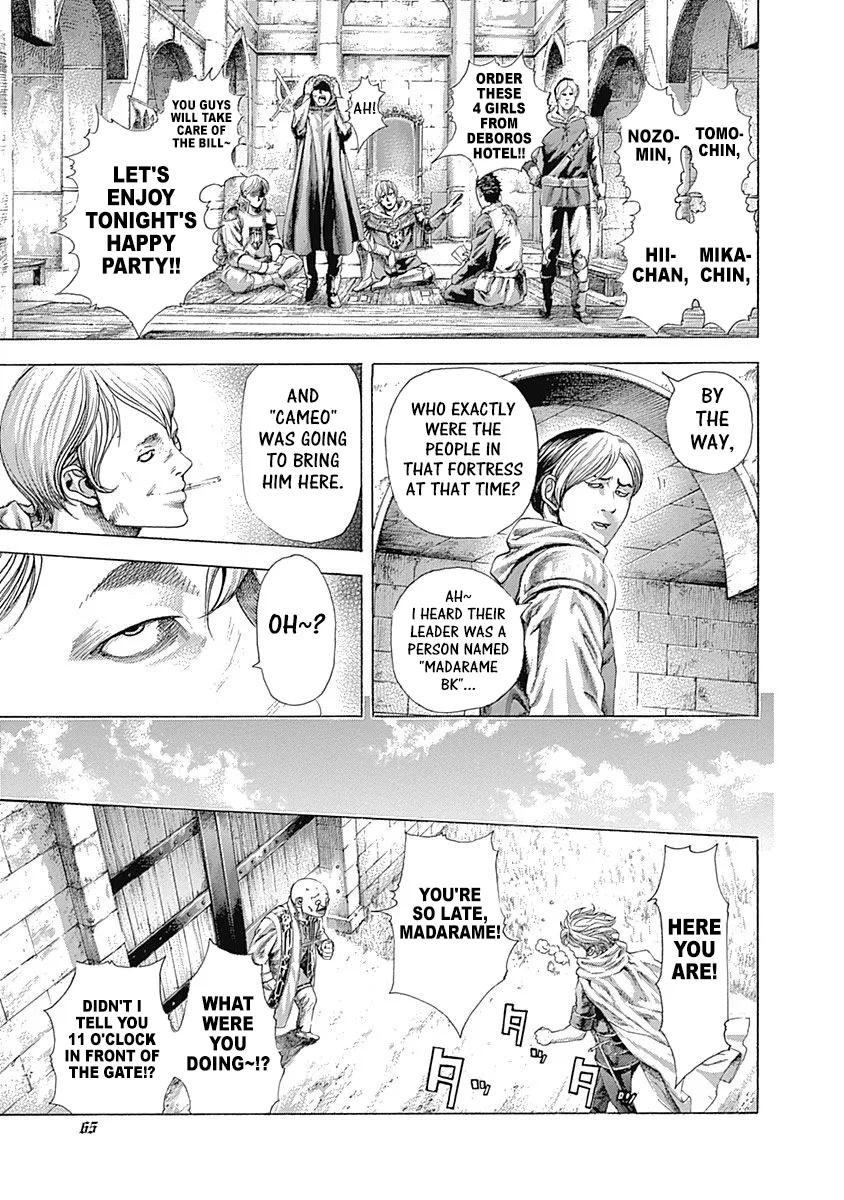 TOMO-
CHIN,
NOZO-
MIN,
MIKA-
CHIN,
HII-
CHAN,
ORDER
THESE
4 GIRLS
FROM
DEBOROS
HOTEL!!
AH!
YOU GUYS
WILL TAKE
CARE OF
THE BILL~
LET'S
ENJOY
TONIGHT'S
HAPPY
PARTY!!
BY
THE
WAY,
WHO EXACTLY
WERE THE
PEOPLE IN
THAT FORTRESS
AT THAT TIME?
AH~
I HEARD THEIR
LEADER WAS A
PERSON NAMED
"MADARAME
BK"...
AND
"CAMEO"
WAS GOING
TO BRING
HIM HERE.
OH~?
HERE
YOU
ARE!
YOU'RE
SO LATE,
MADARAME!
タタ
タタ
WHAT
WERE
YOU
DOING~!?
DIDN'T I
TELL YOU
11 O'CLOCK
IN FRONT OF
THE GATE!?
65